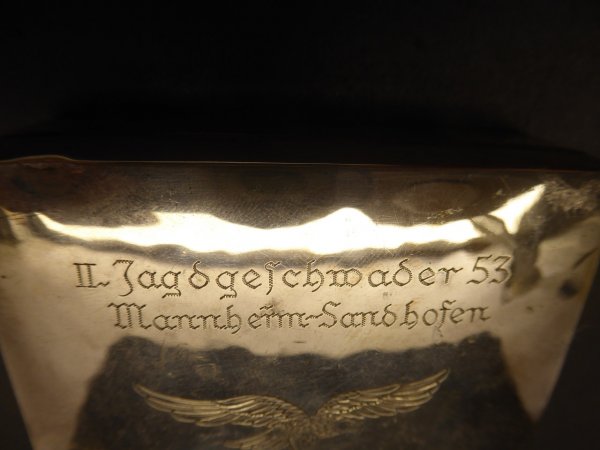 II. Jagdgeſchwader 53
Mannheim-Sandhofen